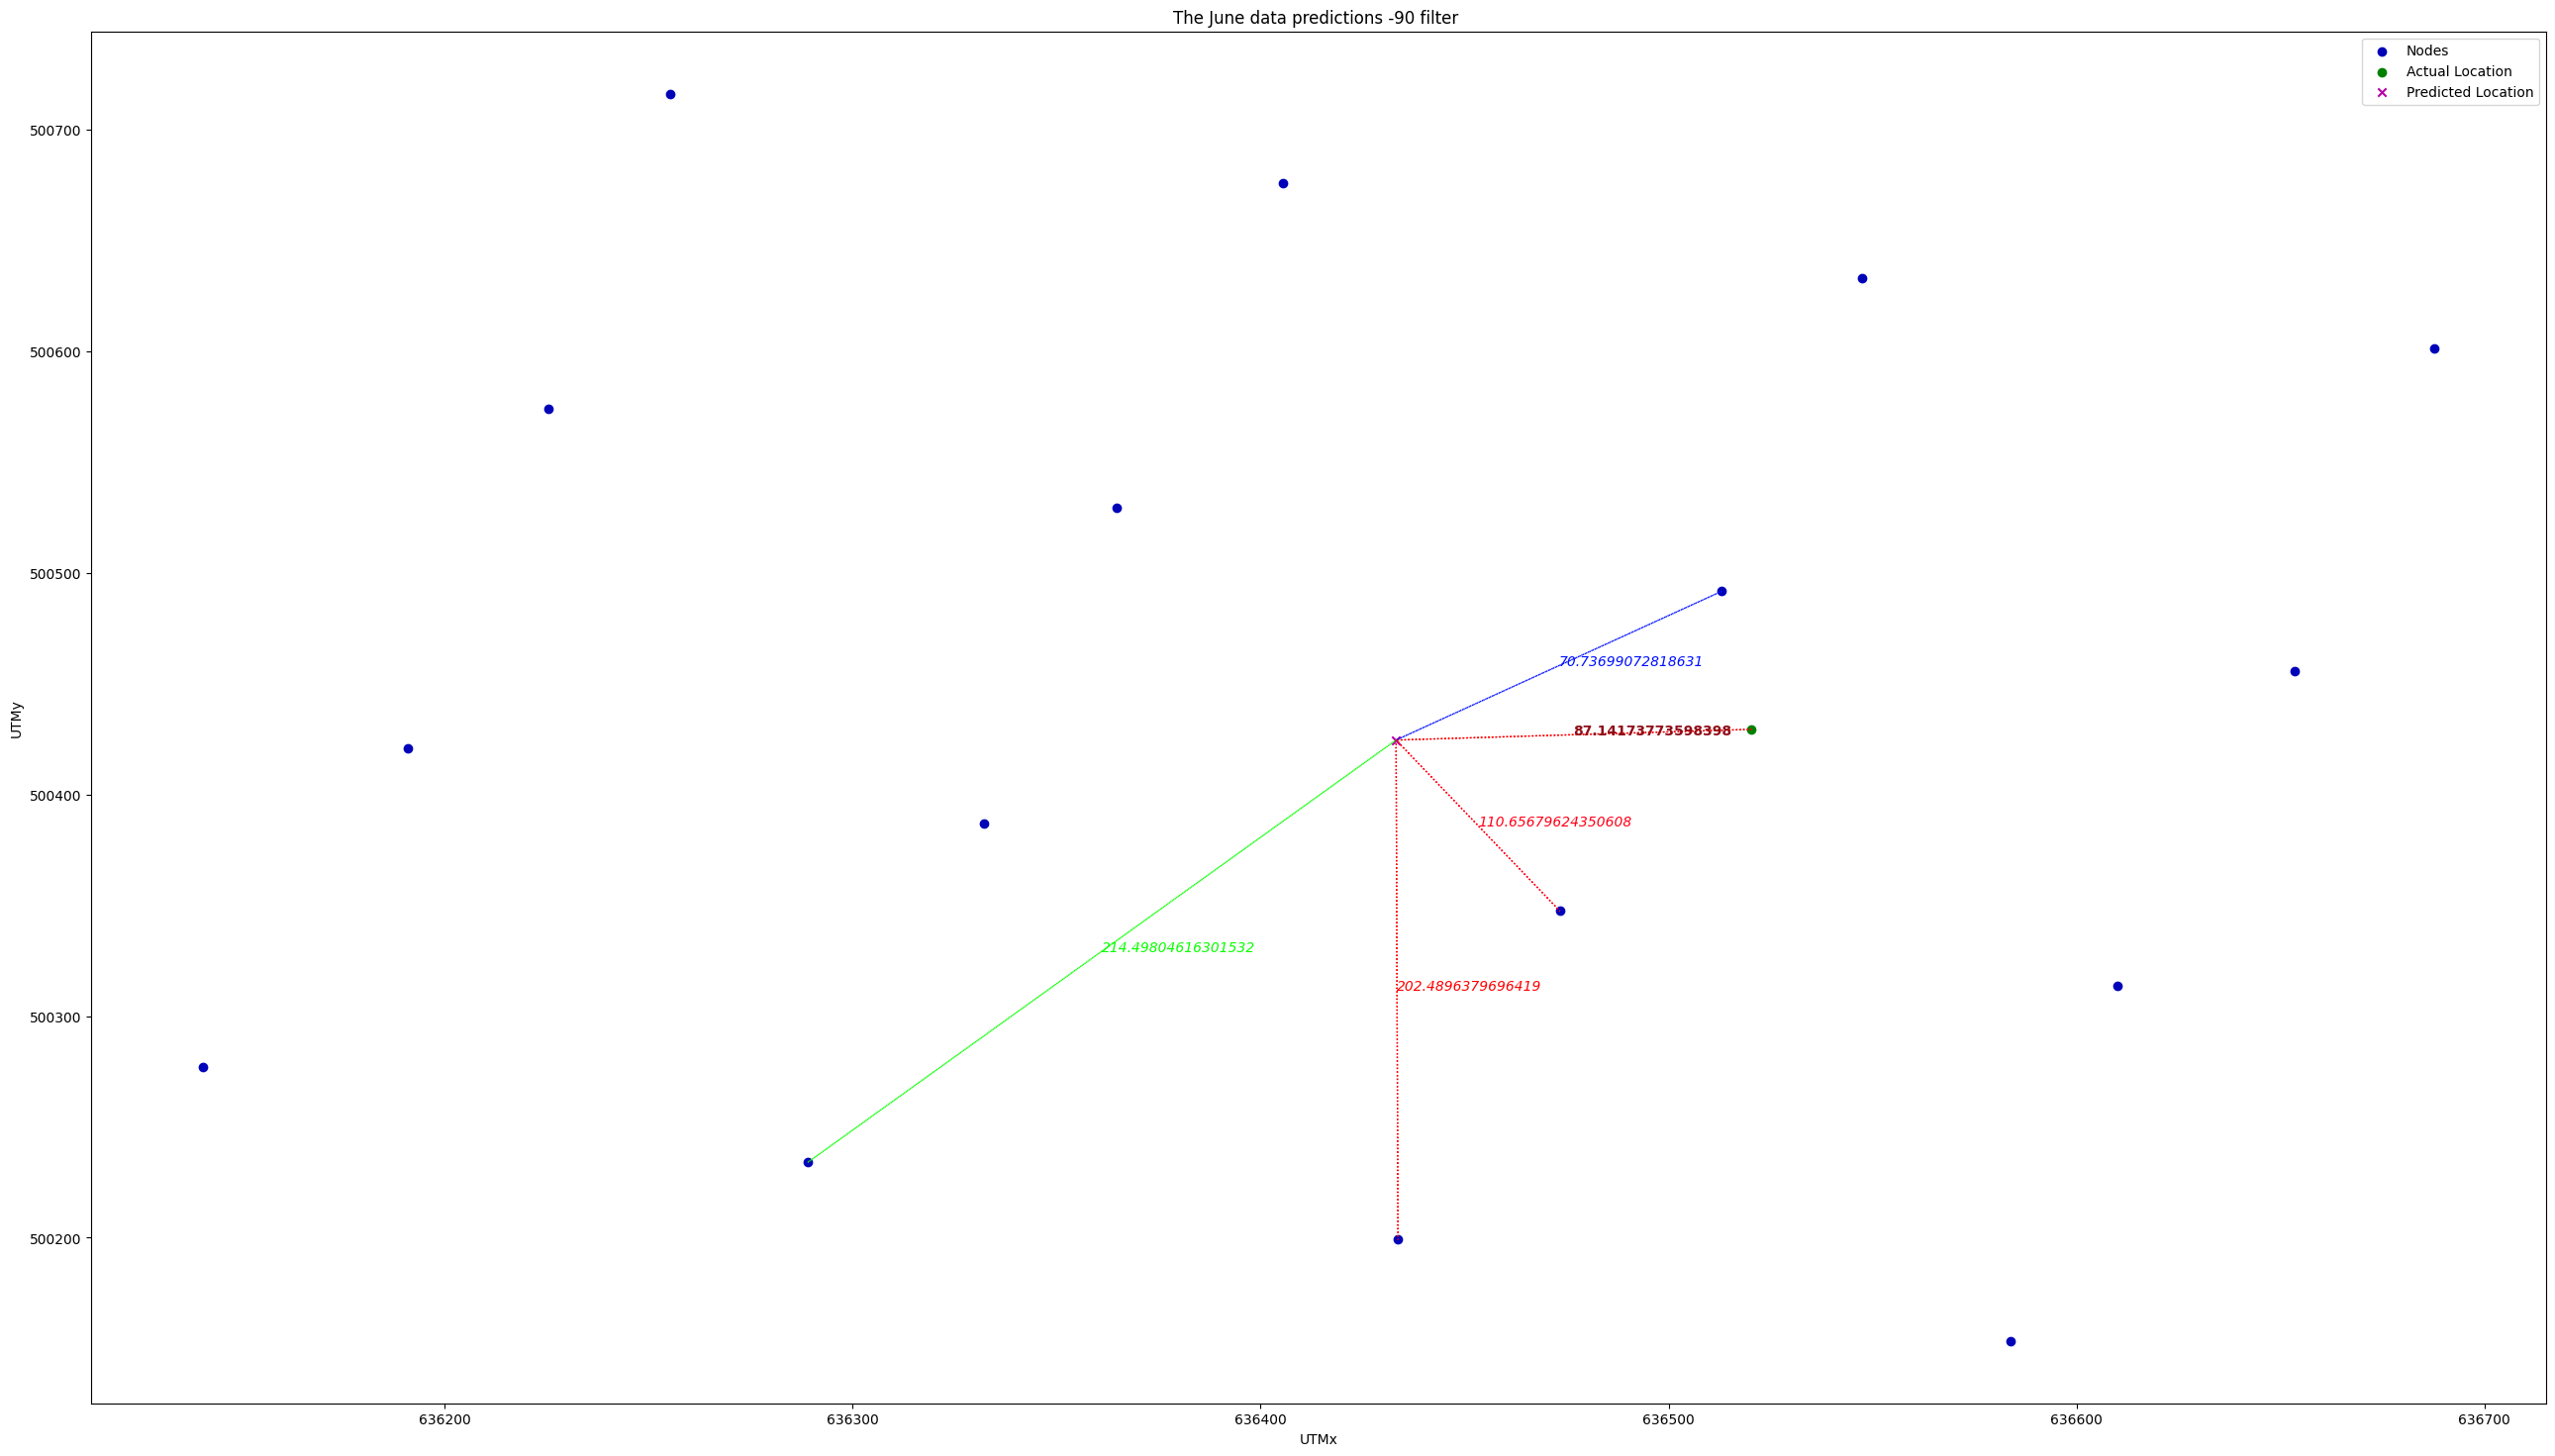 The June data predictions -90 filter
Nodes
Actual Location
Predicted Location
500700
500600
500500
500400
500300
500200
UTMy
70.73699072818631
87.14173773598398
110.65679624350608
214.49804616301532
202.4896379696419
636200
636300
636400
636500
636600
636700
UTMx